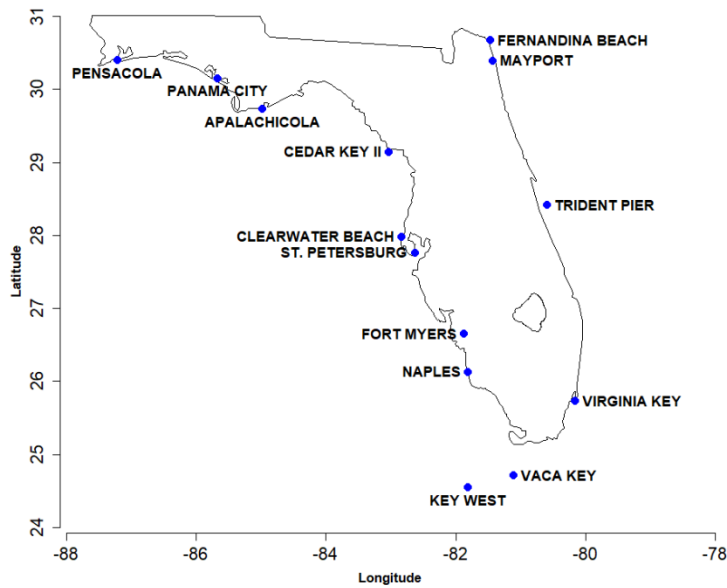 31
FERNANDINA BEACH
MAYPORT
PENSACOLA
30
PANAMA CITY
APALACHICOLA
29
CEDAR KEY II
TRIDENT PIER
28
CLEARWATER BEACH
ST. PETERSBURG
Latitude
27
FORT MYERS
NAPLES
26
VIRGINIA KEY
25
VACA KEY
KEY WEST
24
-88
-86
-84
-82
-80
-78
Longitude